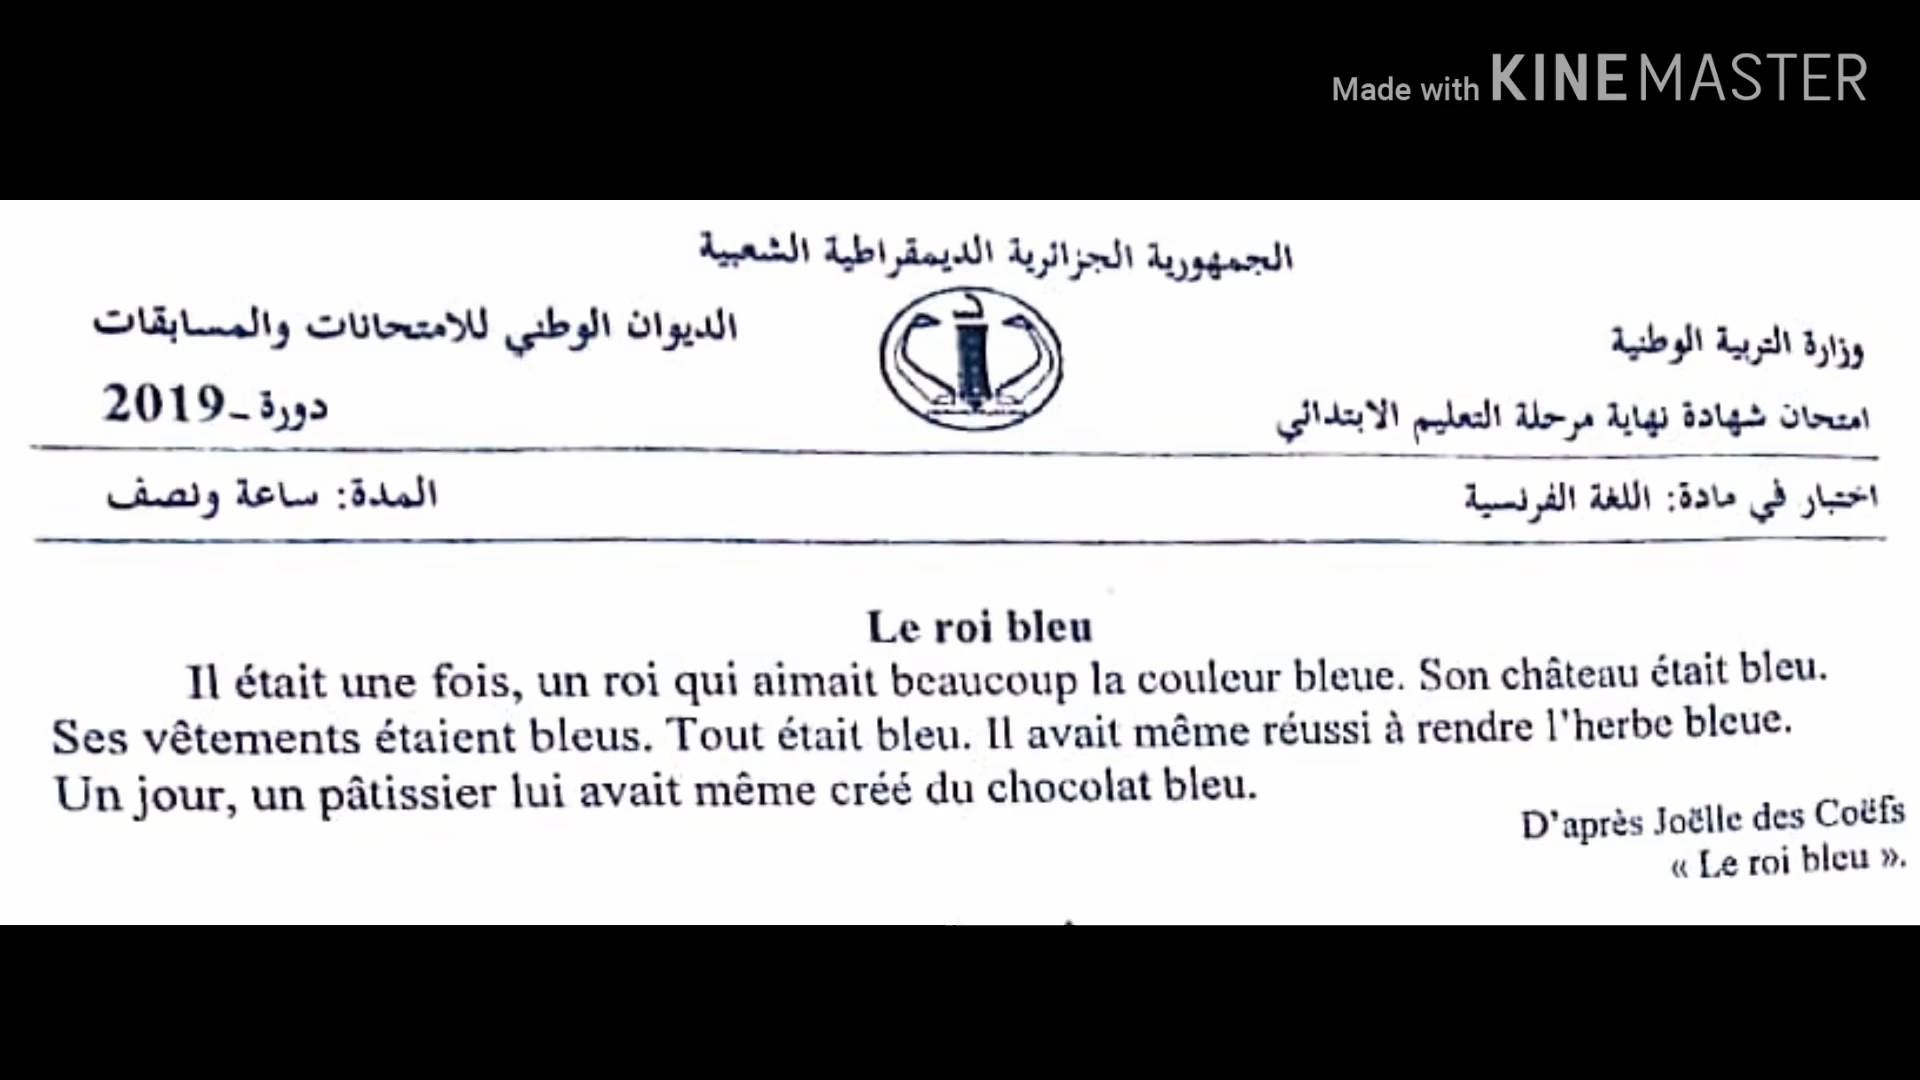 Made with KINEMASTER
الجمهورية الجزائرية الديمقراطية الشعبية
وزارة التربية الوطنية
الديوان الوطني للامتحانات والمسابقات
امتحان شهادة نهاية مرحلة التعليم الابتدائي
دورة - 2019
اختبار في مادة: اللغة الفرنسية
المدة: ساعة ونصف
Le roi bleu
Il était une fois, un roi qui aimait beaucoup la couleur bleue. Son château était bleu.
Ses vêtements étaient bleus. Tout était bleu. Il avait même réussi à rendre l’herbe bleue.
Un jour, un pâtissier lui avait même créé du chocolat bleu.
D’après Joëlle des Coëfs
« Le roi bleu ».